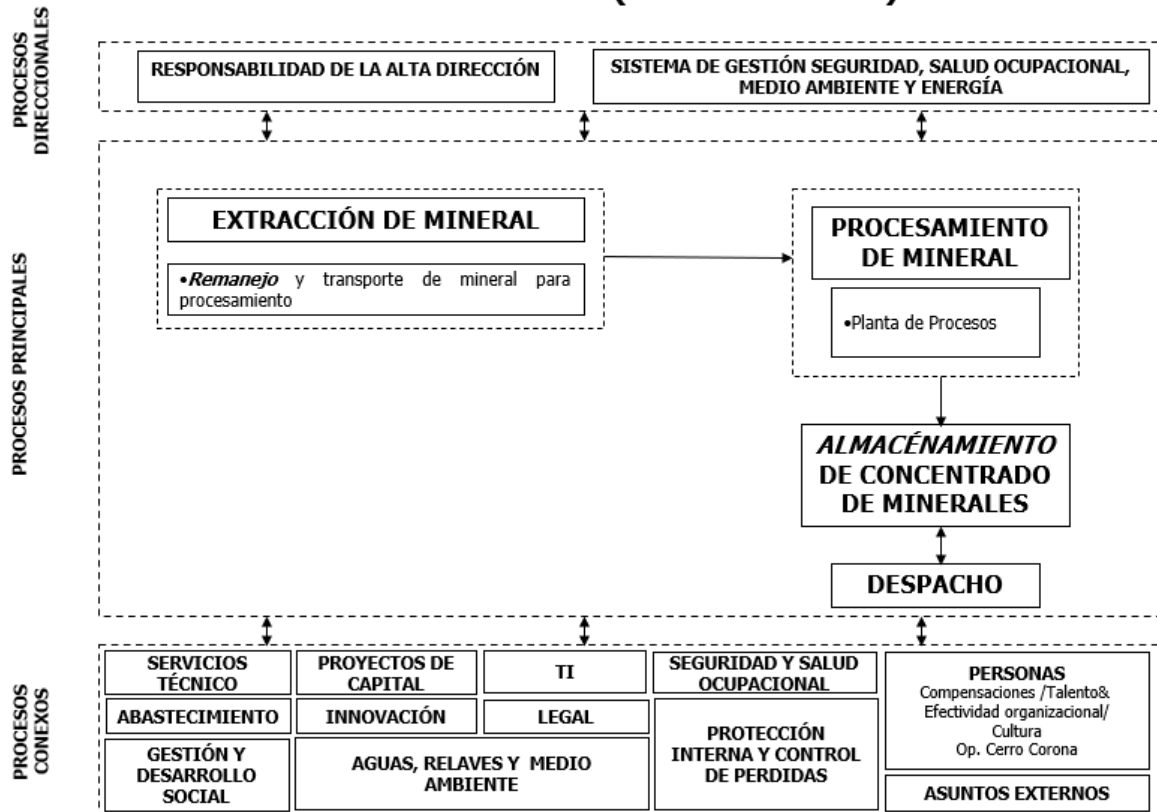 PROCESOS
DIRECCIONALES
RESPONSABILIDAD DE LA ALTA DIRECCIÓN
SISTEMA DE GESTIÓN SEGURIDAD, SALUD OCUPACIONAL,
MEDIO AMBIENTE Y ENERGÍA
PROCESOS PRINCIPALES
EXTRACCIÓN DE MINERAL
•Remanejo y transporte de mineral para
procesamiento
PROCESAMIENTO
DE MINERAL
•Planta de Procesos
ALMACÉNAMIENTO
DE CONCENTRADO
DE MINERALES
DESPACHO
PROCESOS
CONEXOS
SERVICIOS
TÉCNICO
PROYECTOS DE
CAPITAL
TI
SEGURIDAD Y SALUD
OCUPACIONAL
PERSONAS
Compensaciones /Talento&
Efectividad organizacional/
Cultura
Op. Cerro Corona
ABASTECIMIENTO
INNOVACIÓN
LEGAL
PROTECCIÓN
INTERNA Y CONTROL
DE PERDIDAS
GESTIÓN Y
DESARROLLO
SOCIAL
AGUAS, RELAVES Y MEDIO
AMBIENTE
ASUNTOS EXTERNOS